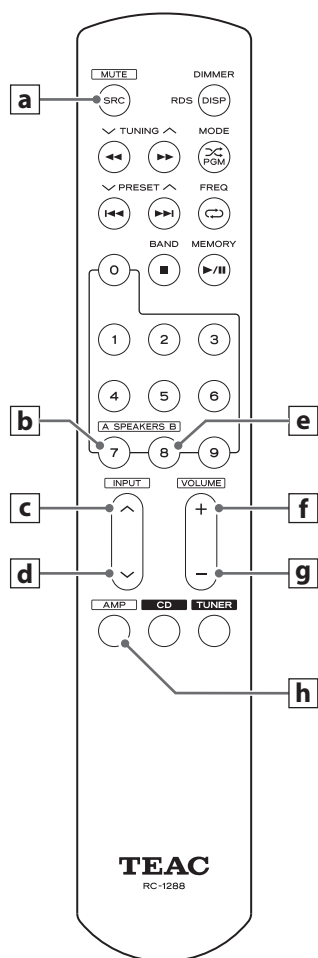 MUTE DIMMER
a SRC RDS DISP
TUNING MODE
PGM
PRESET FREQ
BAND MEMORY
0
1 2 3
4 5 6
b A SPEAKERS B e
7 8 9
INPUT VOLUME
c + f
d − g
AMP CD TUNER
h
TEAC
RC-1288